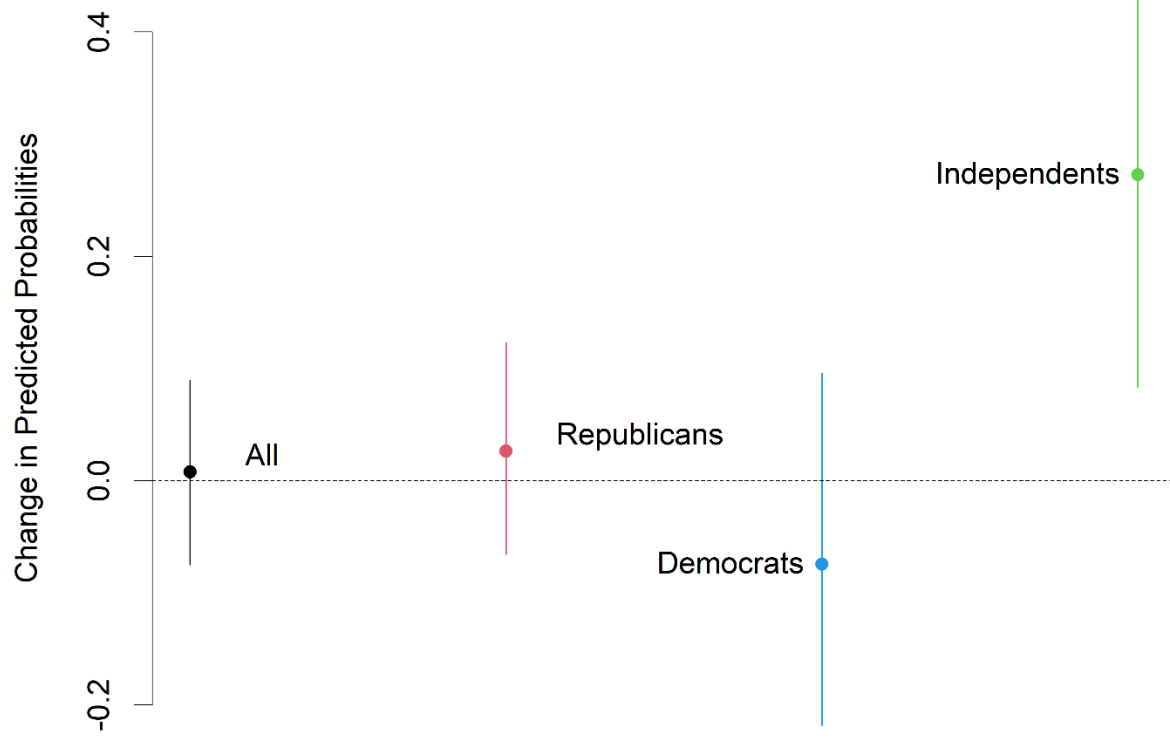 Change in Predicted Probabilities
0.4
0.2
0.0
-0.2
Independents
Republicans
All
Democrats